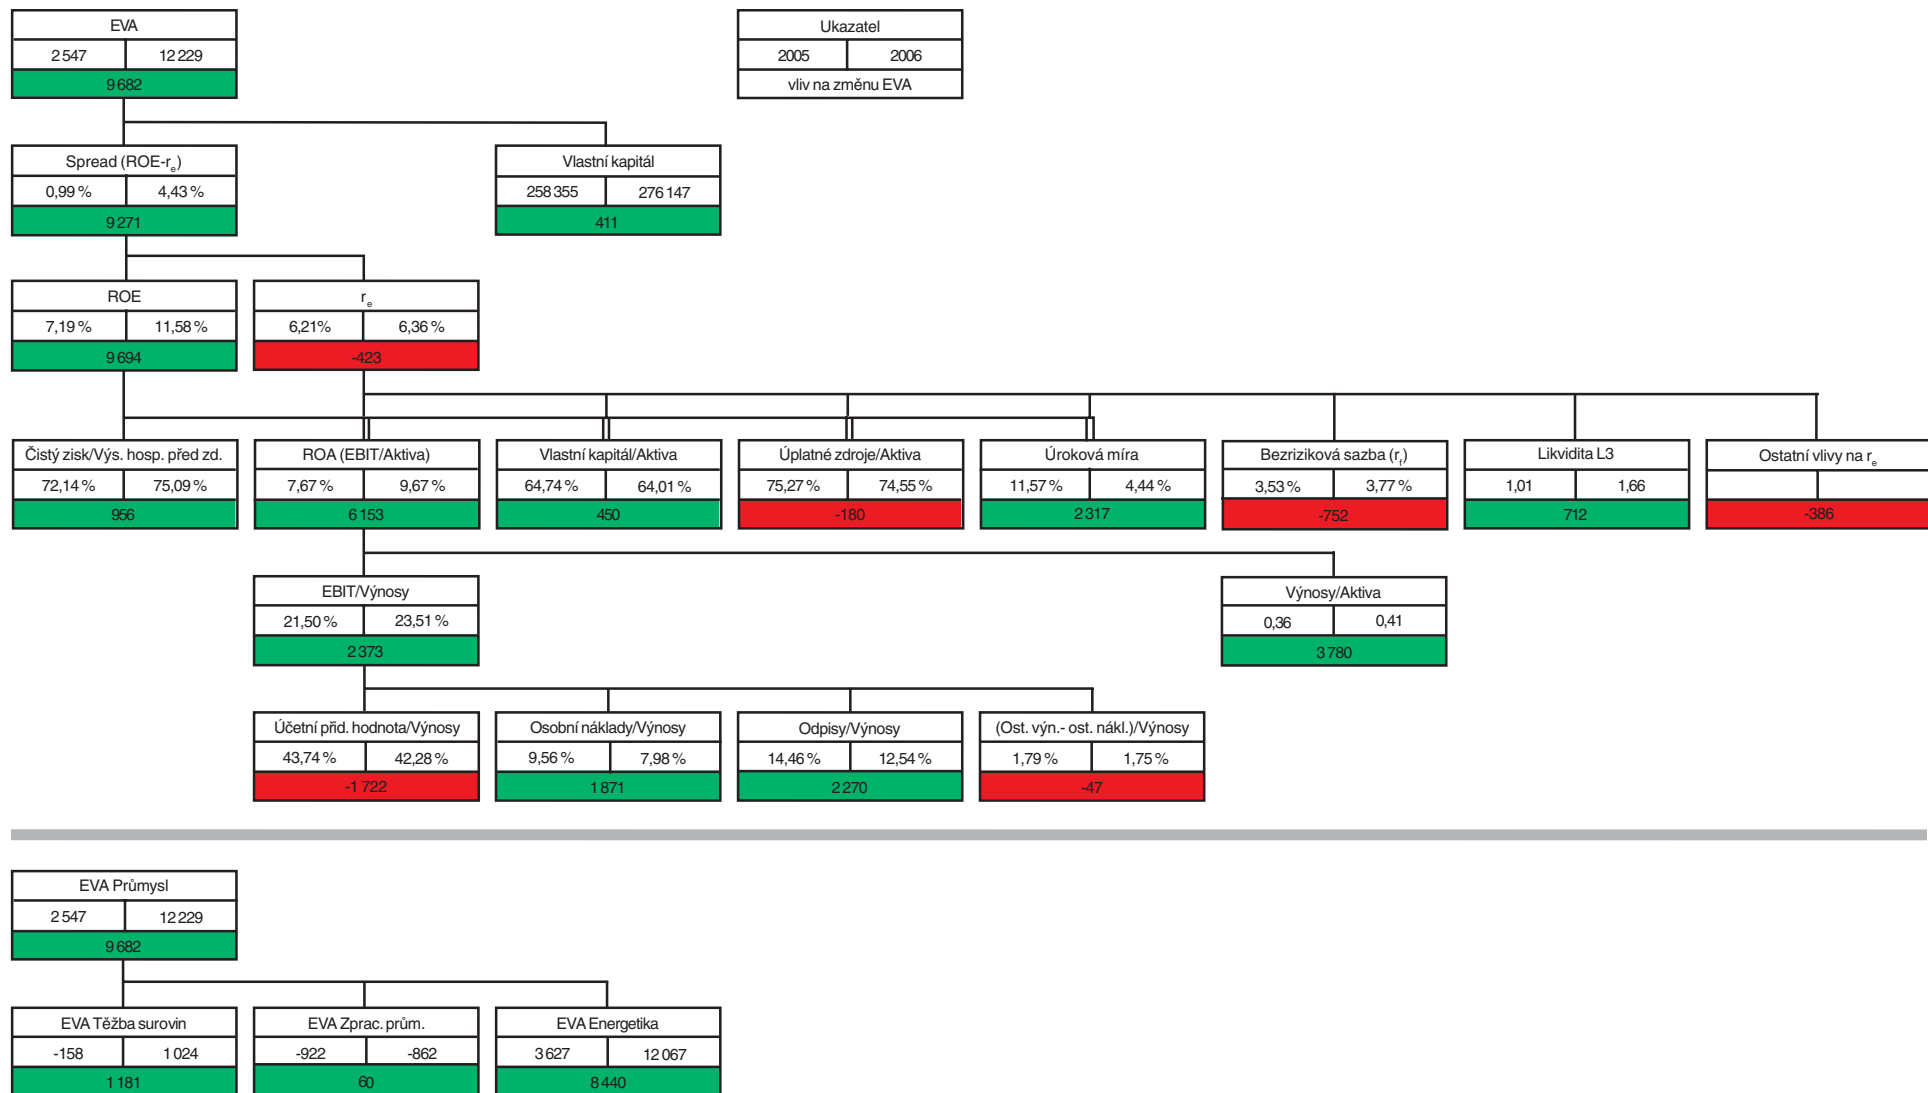 EVA
2 547 12 229
9 682
Ukazatel
2005 2006
vliv na změnu EVA
Spread (ROE-re)
0,99 % 4,43 %
9 271
Vlastní kapitál
258 355 276 147
411
ROE
7,19 % 11,58 %
9 694
re
6,21% 6,36 %
-423
Čistý zisk/Výs. hosp. před zd.
72,14 % 75,09 %
956
ROA (EBIT/Aktiva)
7,67 % 9,67 %
6 153
Vlastní kapitál/Aktiva
64,74 % 64,01 %
450
Úplatné zdroje/Aktiva
75,27 % 74,55 %
-180
Úroková míra
11,57 % 4,44 %
2 317
Bezriziková sazba (rf)
3,53 % 3,77 %
-752
Likvidita L3
1,01 1,66
712
Ostatní vlivy na re
-386
EBIT/Výnosy
21,50 % 23,51 %
2 373
Výnosy/Aktiva
0,36 0,41
3 780
Účetní přid. hodnota/Výnosy
43,74 % 42,28 %
-1 722
Osobní náklady/Výnosy
9,56 % 7,98 %
1 871
Odpisy/Výnosy
14,46 % 12,54 %
2 270
(Ost. výn.- ost. nákl.)/Výnosy
1,79 % 1,75 %
-47
EVA Průmysl
2 547 12 229
9 682
EVA Těžba surovin
-158 1 024
1 181
EVA Zprac. prům.
-922 -862
60
EVA Energetika
3 627 12 067
8 440